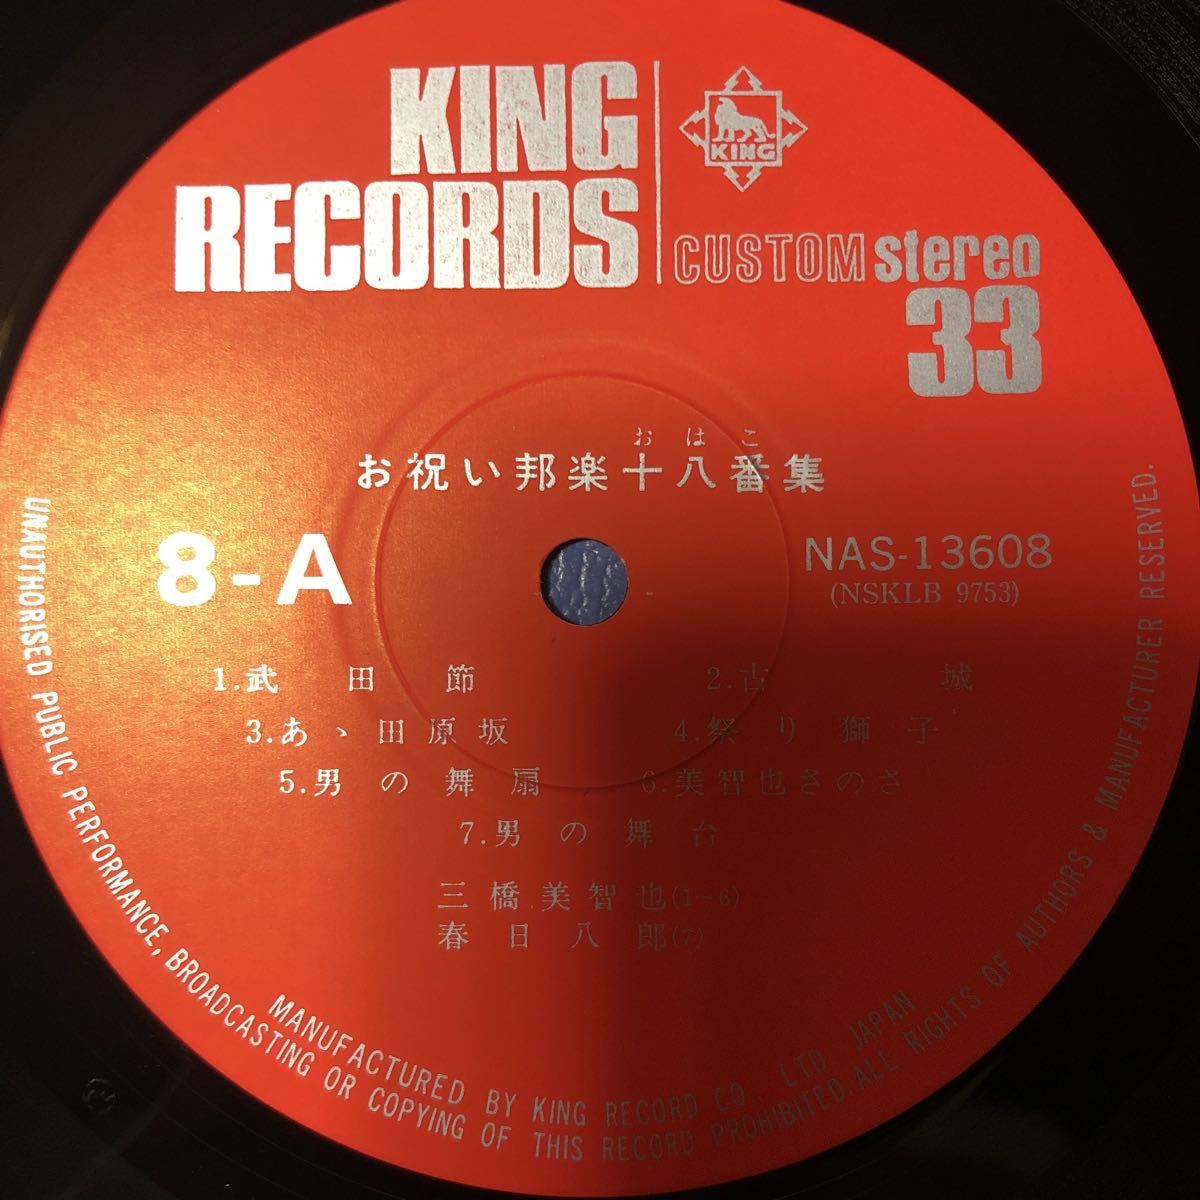 KING
RECORDS
KING
CUSTOM stereo
33
おはこ
お祝い邦楽十八番集
8-A
NAS-13608
(NSKLB 9753)
1.武田節
2.古城
3.あゝ田原坂
4.祭り獅子
5.男の舞扇
6.美智也さのさ
7.男の舞台
三橋美智也(1~6)
春日八郎(7)
MANUFACTURED BY KING RECORD CO., LTD. JAPAN
UNAUTHORISED PUBLIC PERFORMANCE, BROADCASTING OR COPYING OF THIS RECORD PROHIBITED. ALL RIGHTS OF AUTHORS & MANUFACTURER RESERVED.